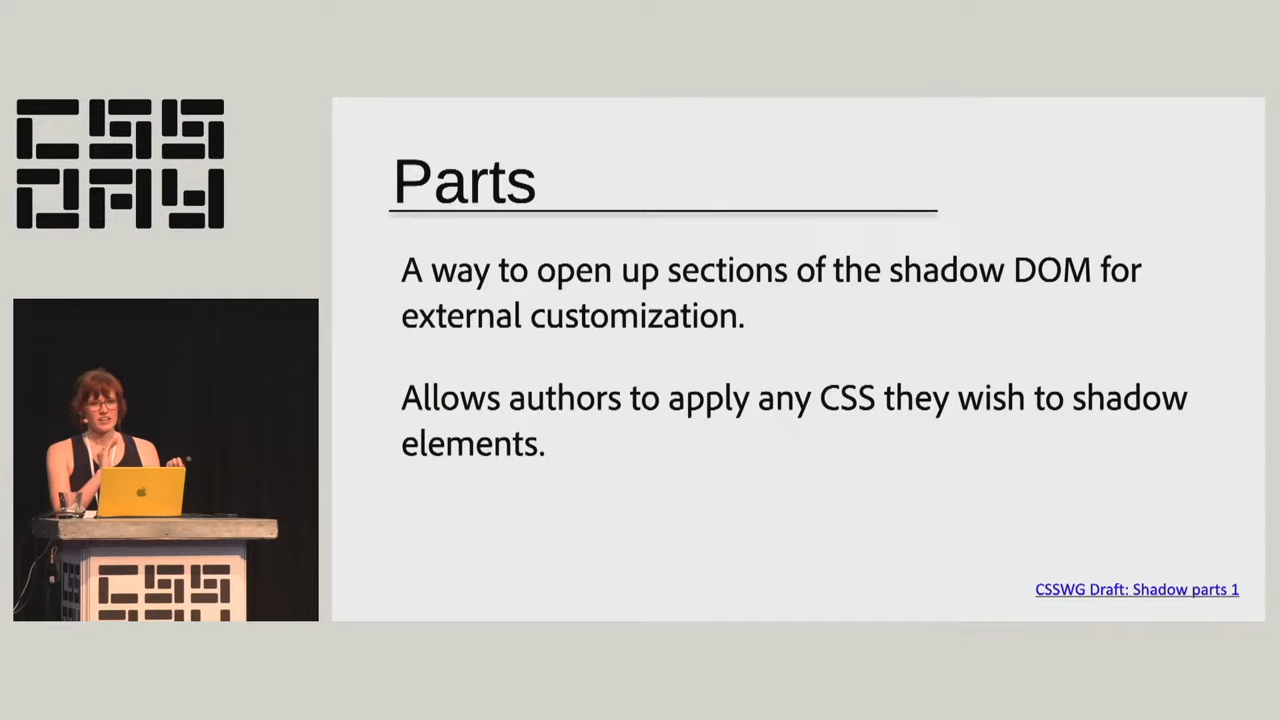 CSS
DAY
Parts
A way to open up sections of the shadow DOM for
external customization.
Allows authors to apply any CSS they wish to shadow
elements.
CSSWG Draft: Shadow parts 1
CSS